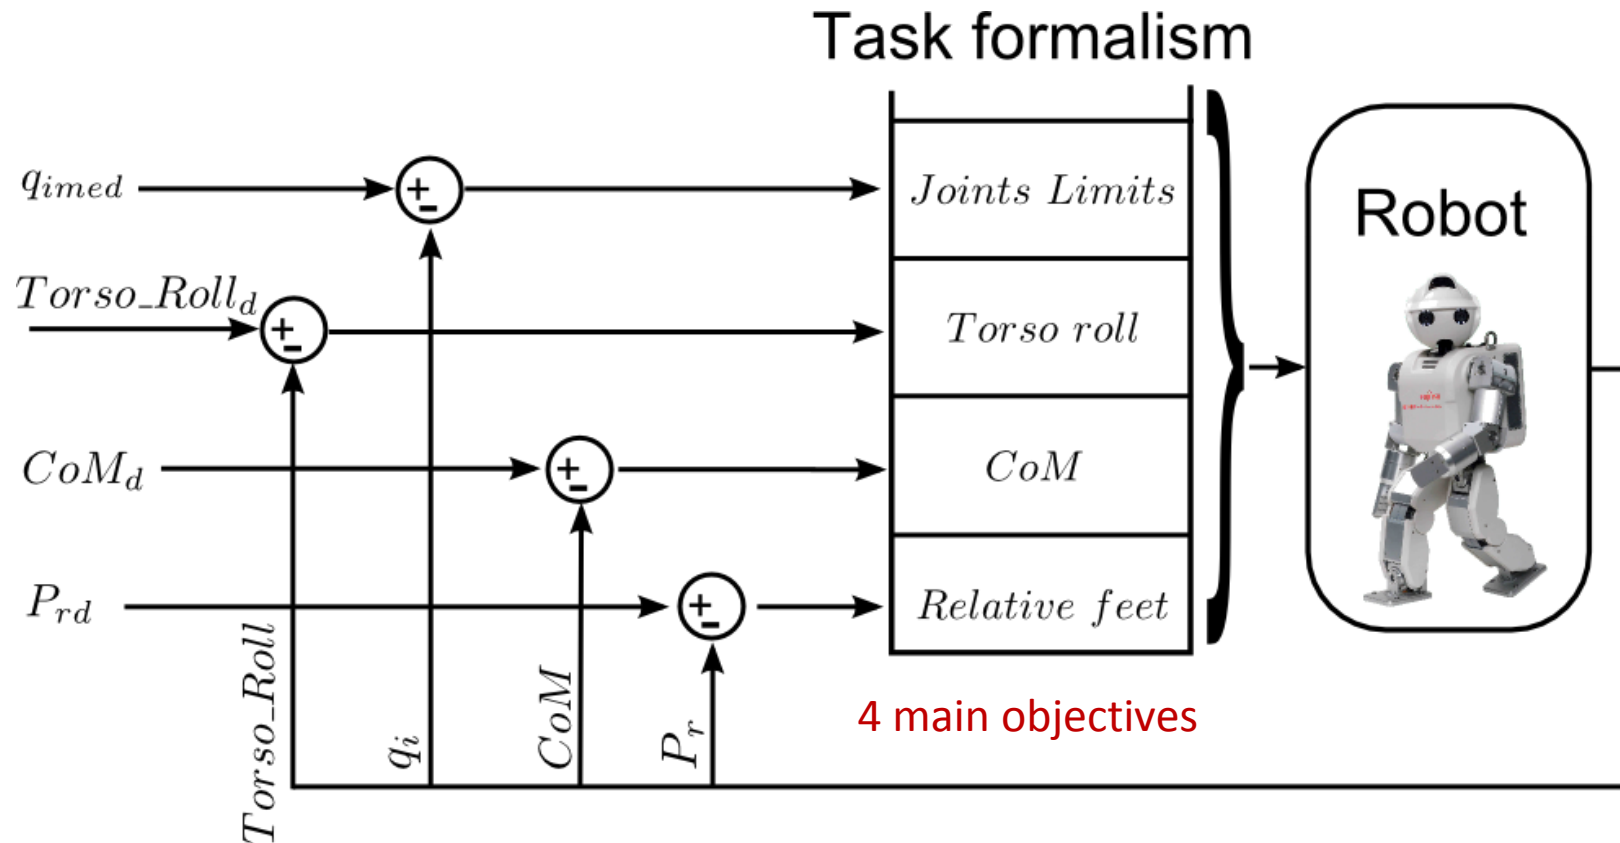 Task formalism
q_imed
+
-
Joints Limits
Robot
Torso_Roll_d
+
-
Torso roll
CoM_d
+
-
CoM
P_rd
+
-
Relative feet
Torso_Roll
q_i
CoM
P_r
4 main objectives